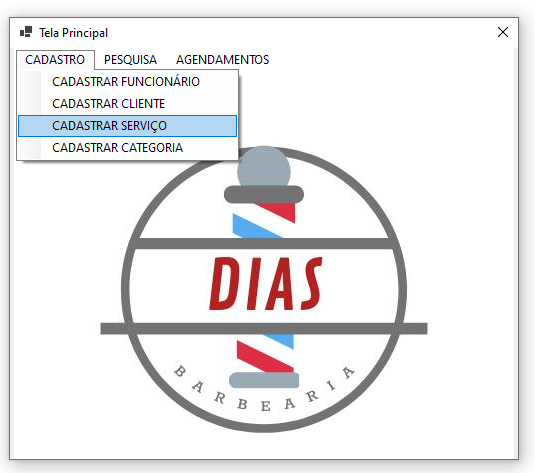 Tela Principal
CADASTRO PESQUISA AGENDAMENTOS
CADASTRAR FUNCIONÁRIO
CADASTRAR CLIENTE
CADASTRAR SERVIÇO
CADASTRAR CATEGORIA
DIAS
BARBEARIA